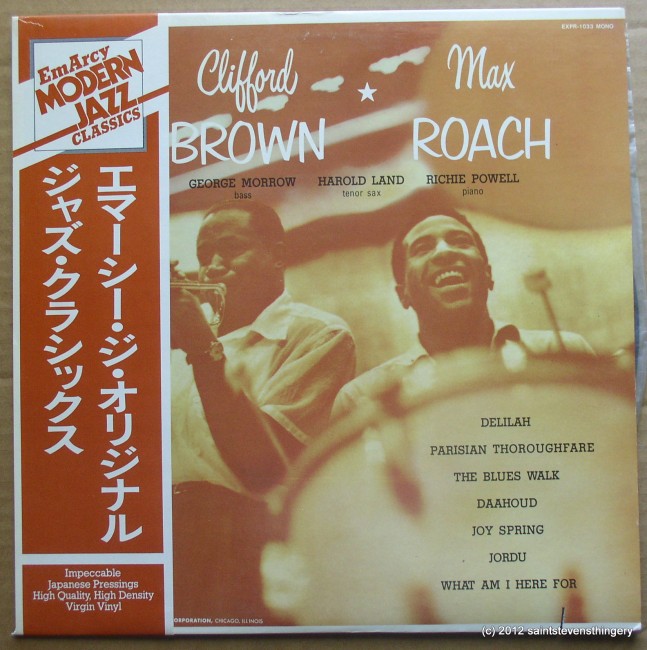 EXPR-1033 MONO
EmArcy
MODERN
JAZZ
CLASSICS
エマーシー・ジ・オリジナル
ジャズ・クラシックス
Impeccable
Japanese Pressings
High Quality, High Density
Virgin Vinyl
Clifford
Max
BROWN
ROACH
GEORGE MORROW
bass
HAROLD LAND
tenor sax
RICHIE POWELL
piano
DELILAH
PARISIAN THOROUGHFARE
THE BLUES WALK
DAAHOUD
JOY SPRING
JORDU
WHAT AM I HERE FOR
CORPORATION, CHICAGO, ILLINOIS
(c) 2012 saintstevensthingery